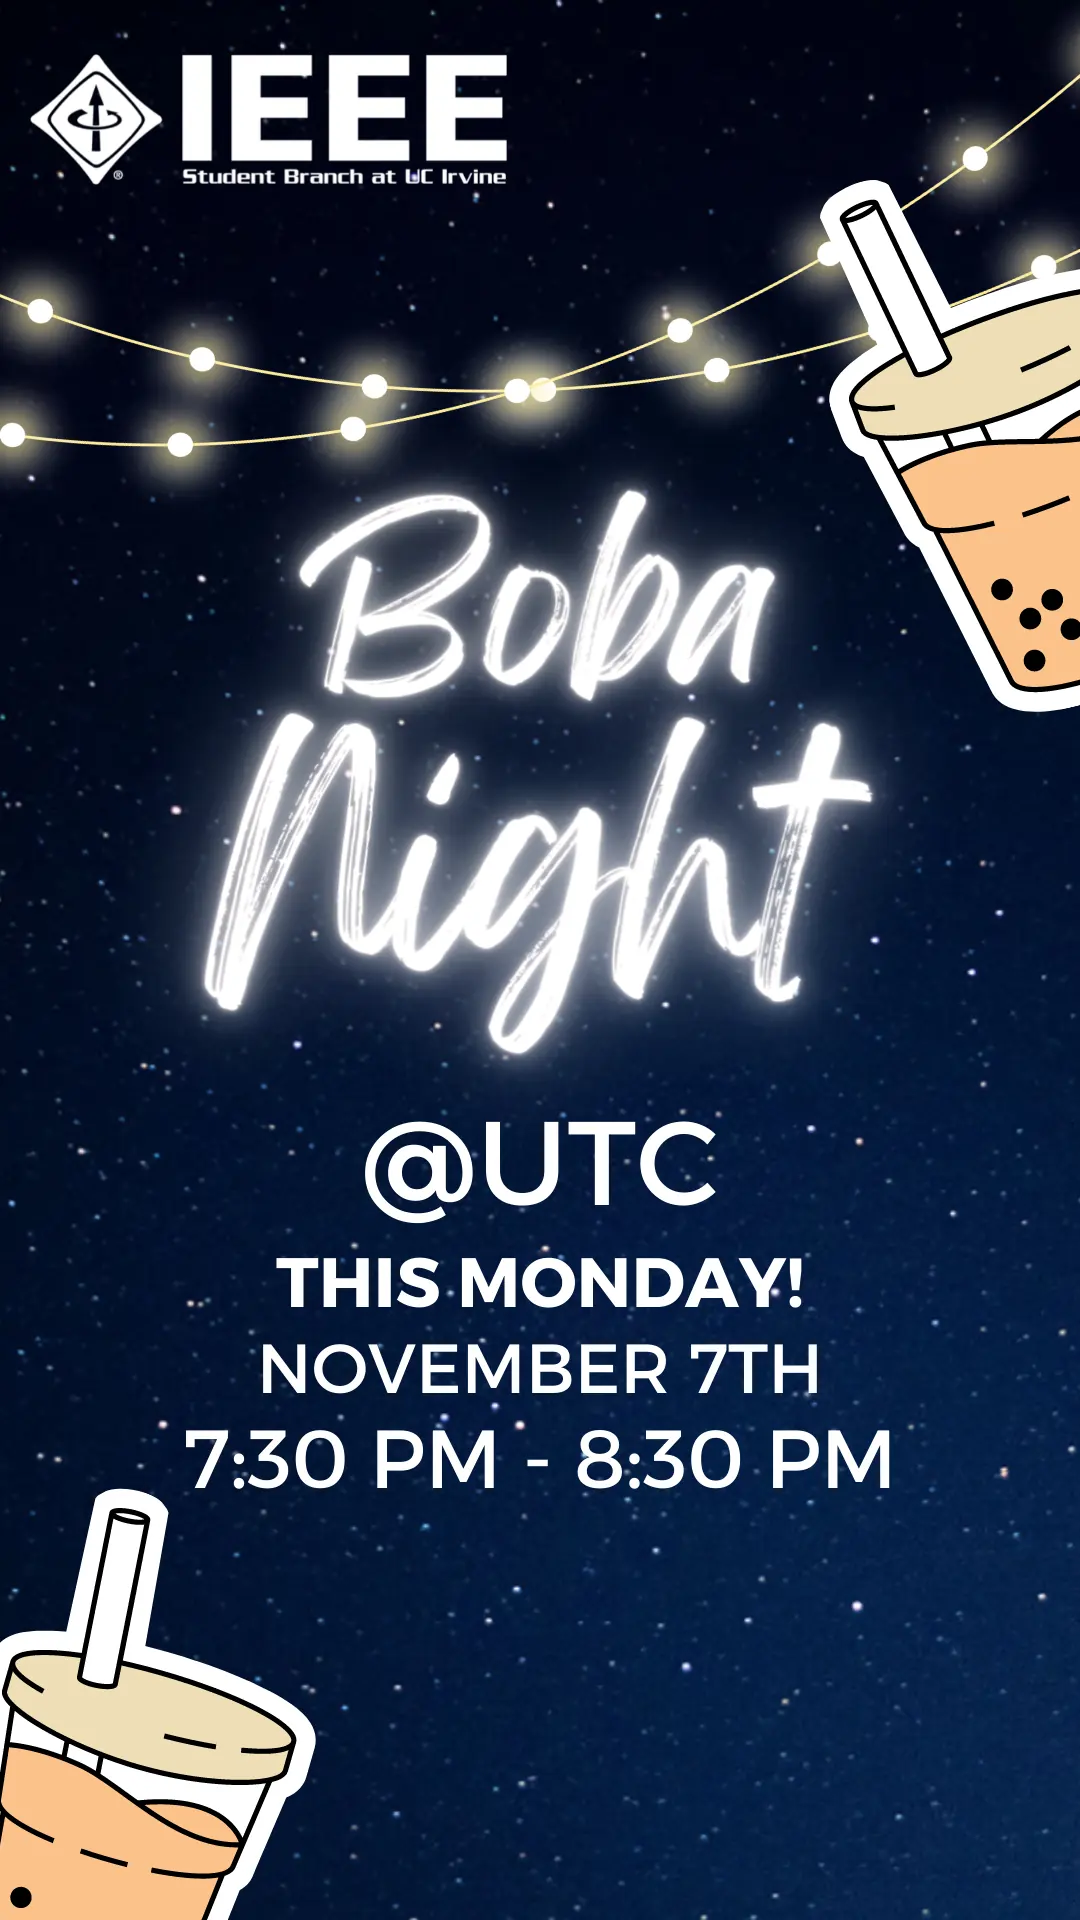 IEEE
Student Branch at UC Irvine
®
Boba
Night
@UTC
THIS MONDAY!
NOVEMBER 7TH
7:30 PM - 8:30 PM